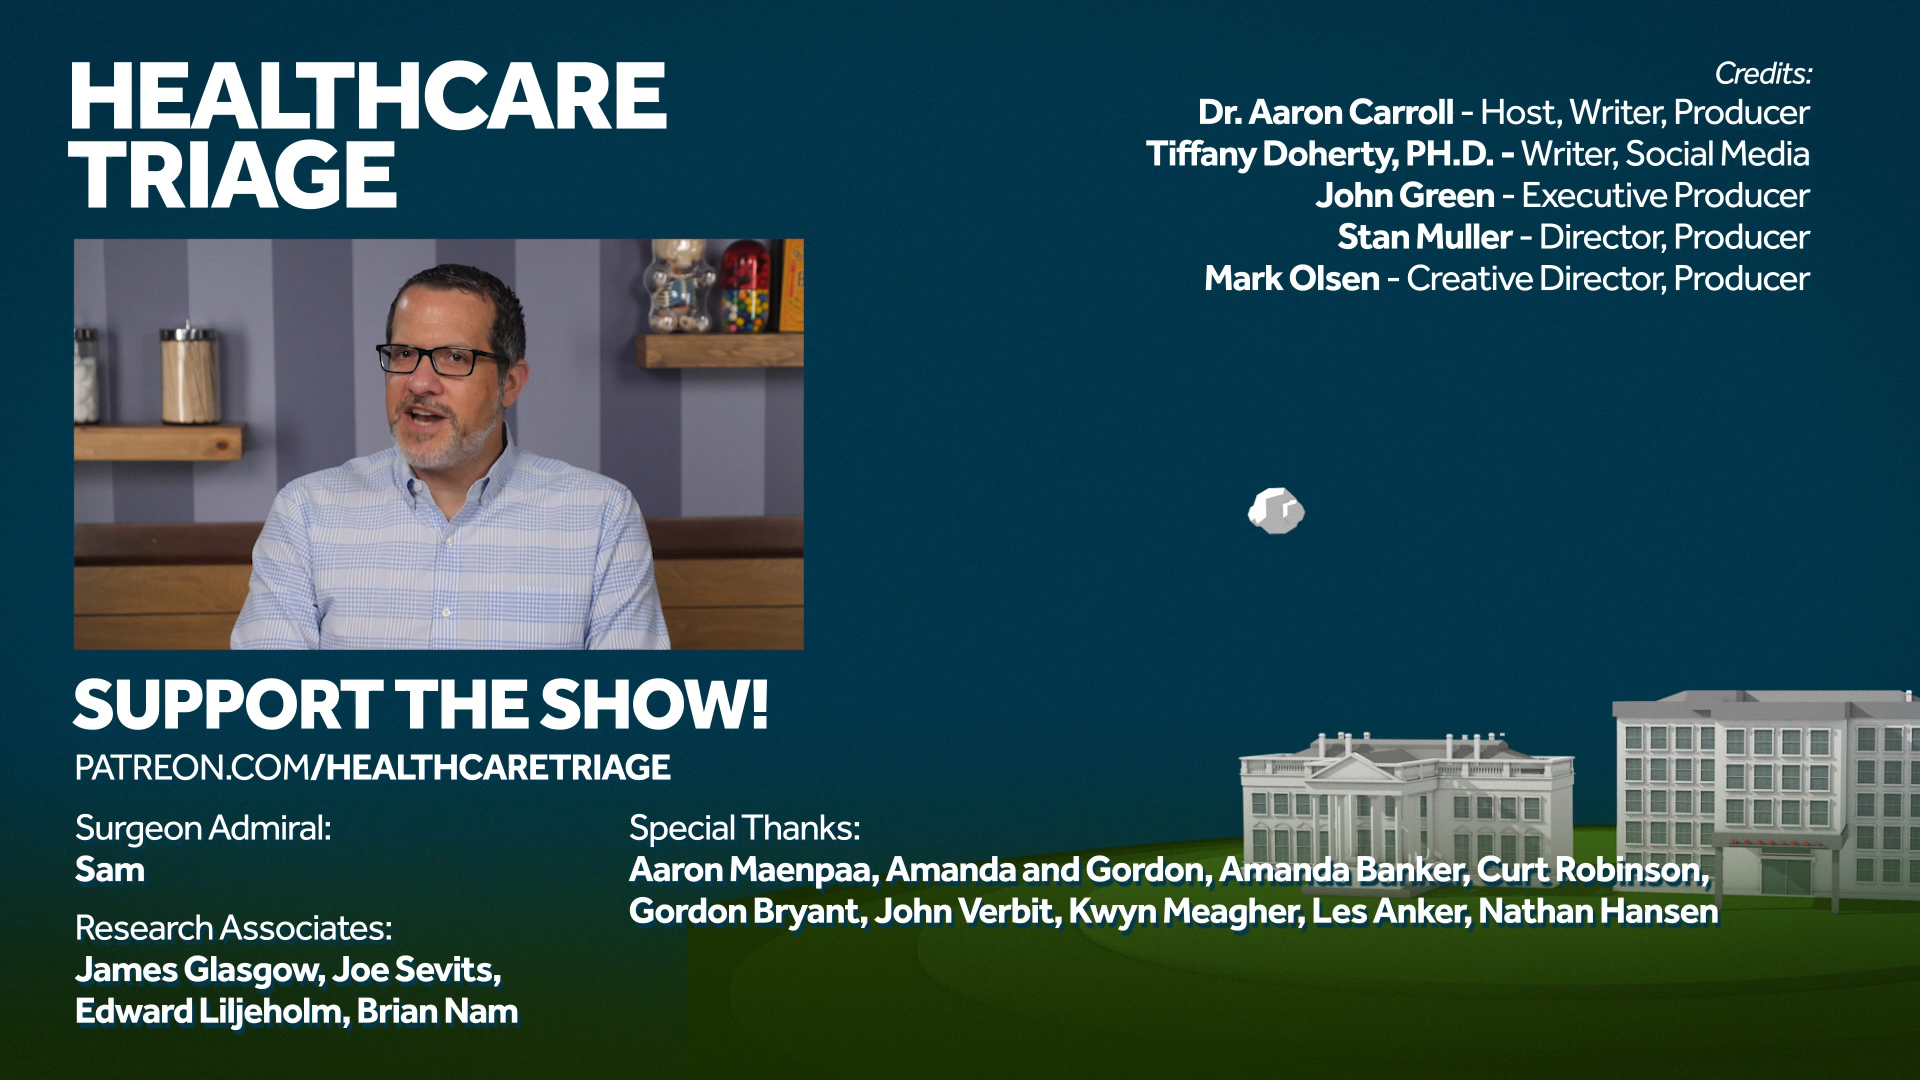 HEALTHCARE
TRIAGE
Credits:
Dr. Aaron Carroll - Host, Writer, Producer
Tiffany Doherty, PH.D. - Writer, Social Media
John Green - Executive Producer
Stan Muller - Director, Producer
Mark Olsen - Creative Director, Producer
SUPPORT THE SHOW!
PATREON.COM/HEALTHCARETRIAGE
Surgeon Admiral:
Sam
Research Associates:
James Glasgow, Joe Sevits,
Edward Liljeholm, Brian Nam
Special Thanks:
Aaron Maenpaa, Amanda and Gordon, Amanda Banker, Curt Robinson,
Gordon Bryant, John Verbit, Kwyn Meagher, Les Anker, Nathan Hansen